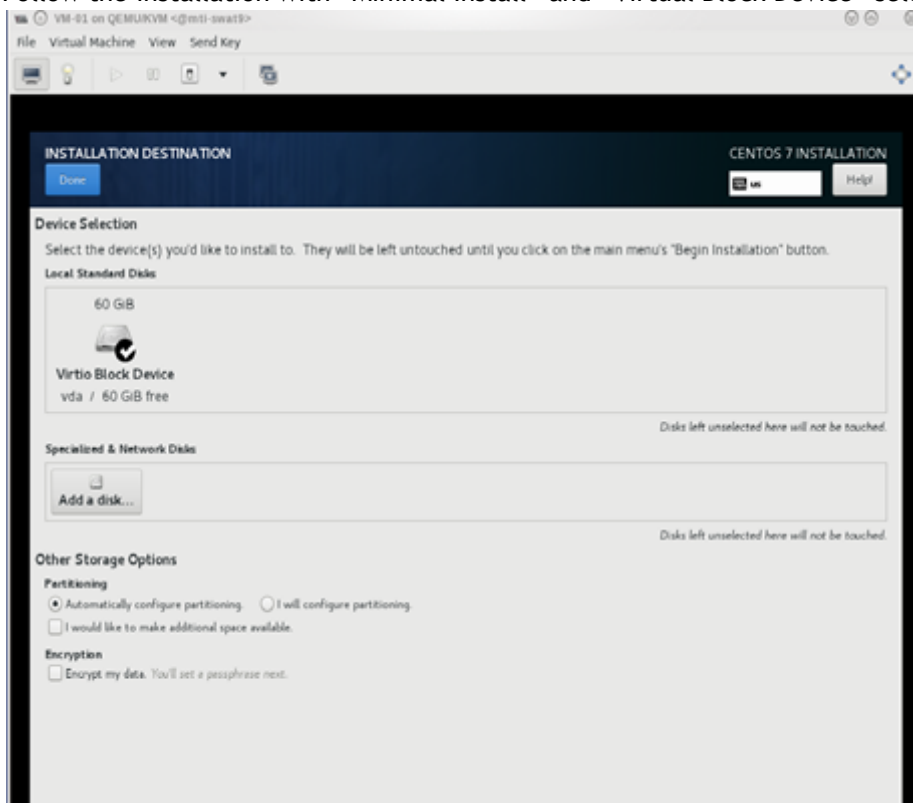 Follow the installation with "Minimal Install" and "Virtual Block Device"
VM-01 on QEMU/KVM <@mti-swat9>
File Virtual Machine View Send Key
INSTALLATION DESTINATION
CENTOS 7 INSTALLATION
Done
us
Help!
Device Selection
Select the device(s) you'd like to install to. They will be left untouched until you click on the main menu's "Begin Installation" button.
Local Standard Disks
60 GiB
Virtio Block Device
vda / 60 GiB free
Disks left unselected here will not be touched.
Specialized & Network Disks
Add a disk...
Disks left unselected here will not be touched.
Other Storage Options
Partitioning
Automatically configure partitioning. I will configure partitioning.
I would like to make additional space available.
Encryption
Encrypt my data. You'll set a passphrase next.